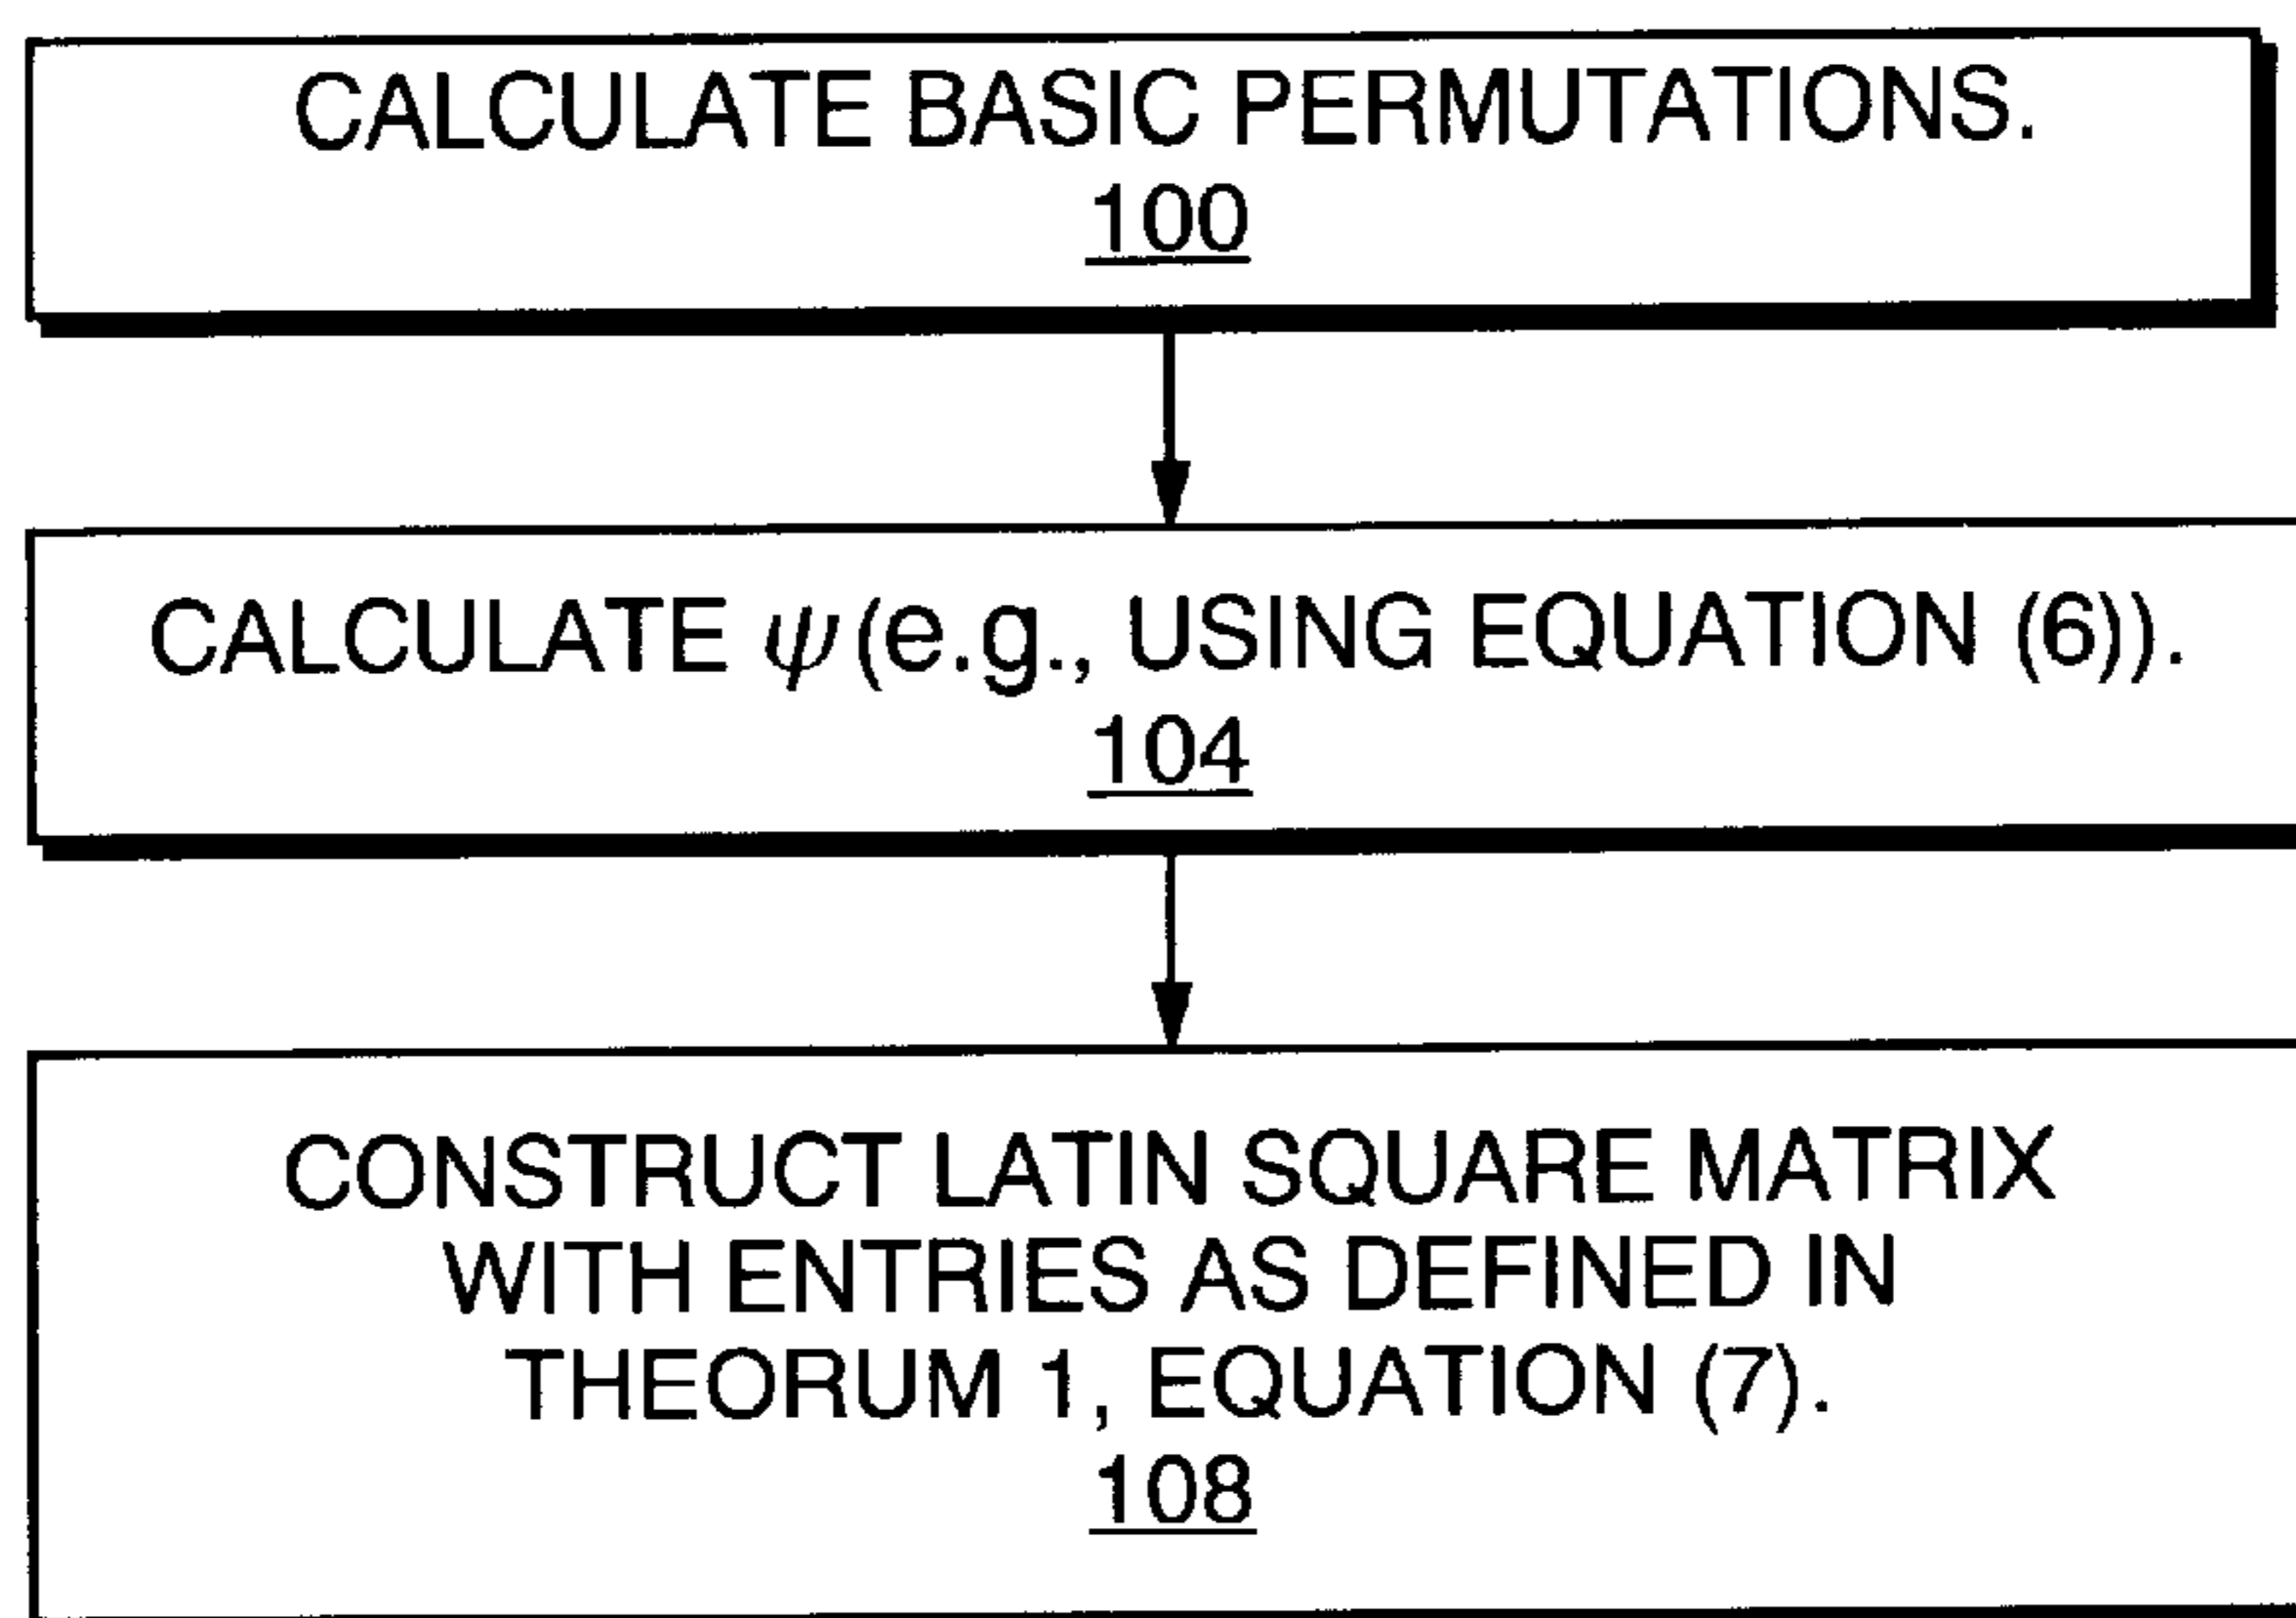 CALCULATE BASIC PERMUTATIONS.
100
CALCULATE ψ (e.g., USING EQUATION (6)).
104
CONSTRUCT LATIN SQUARE MATRIX
WITH ENTRIES AS DEFINED IN
THEORUM 1, EQUATION (7).
108